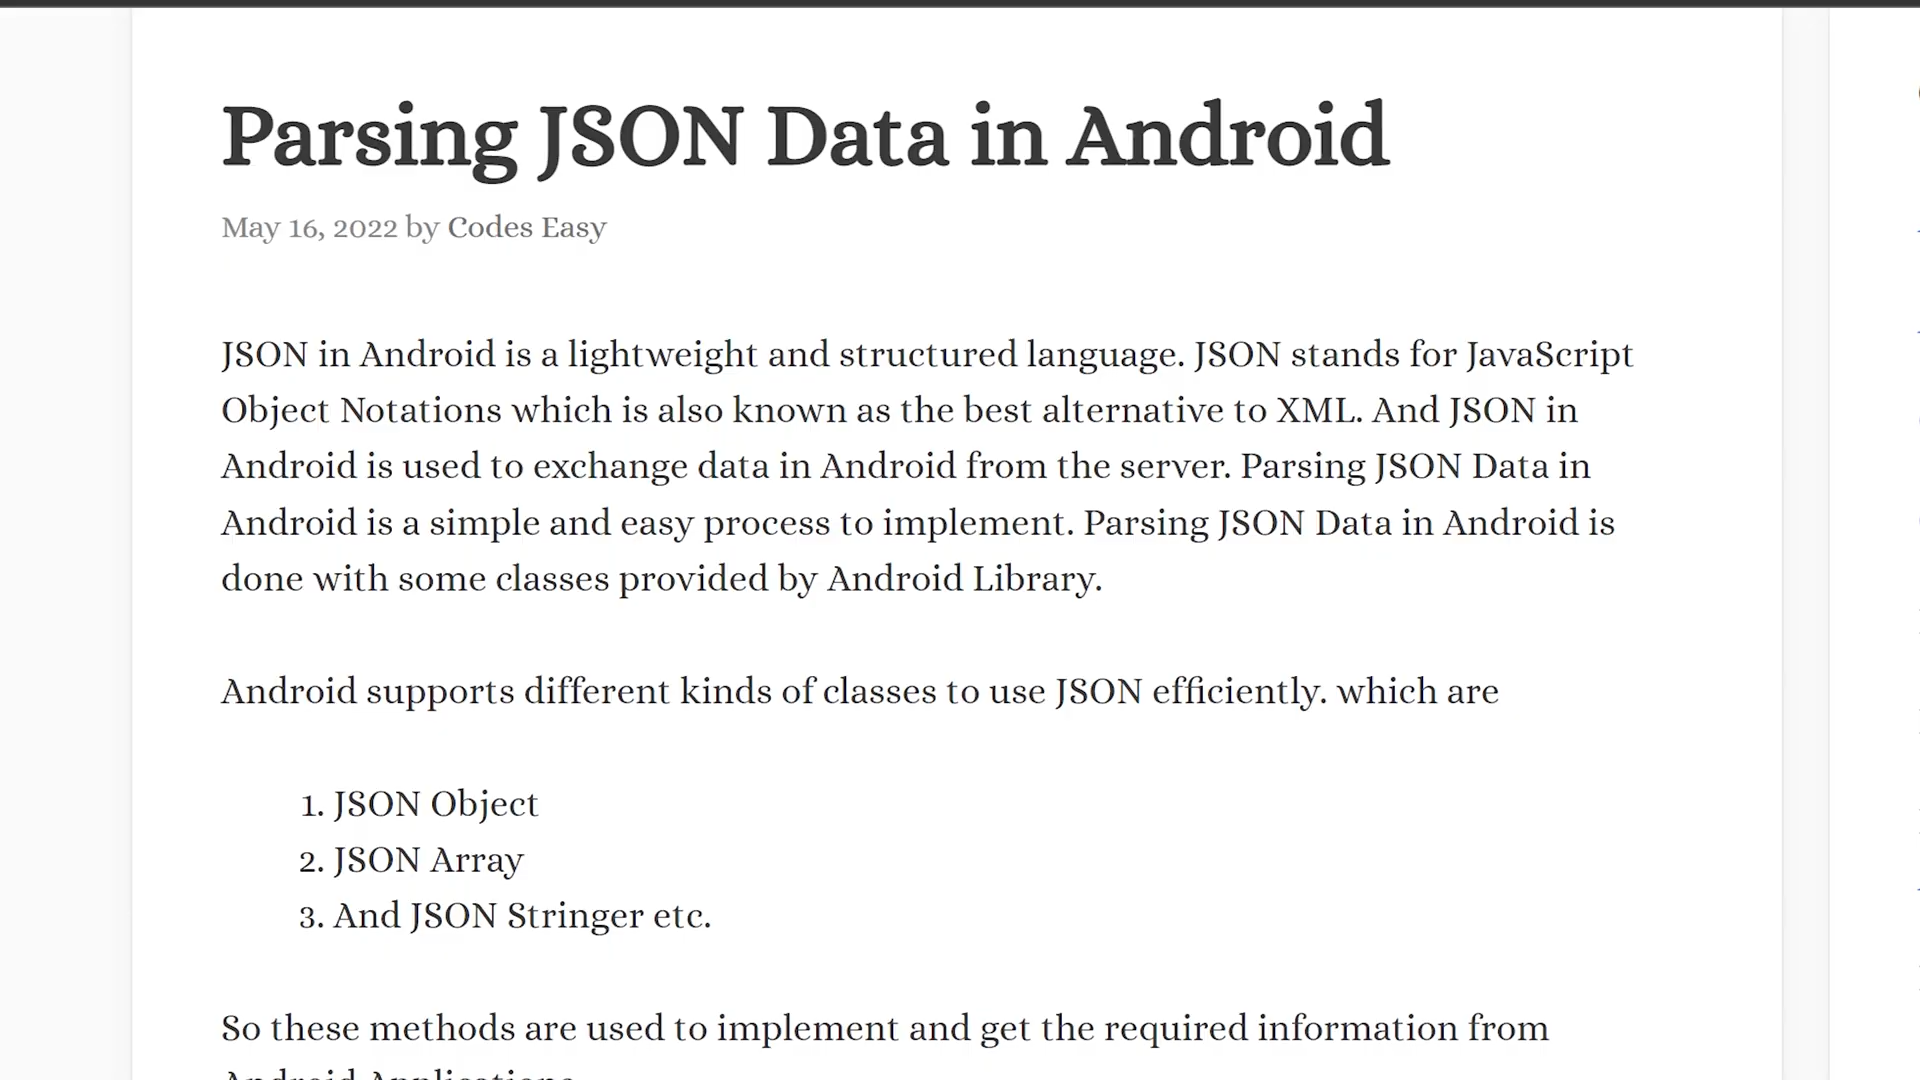 Parsing JSON Data in Android
May 16, 2022 by Codes Easy
JSON in Android is a lightweight and structured language. JSON stands for JavaScript
Object Notations which is also known as the best alternative to XML. And JSON in
Android is used to exchange data in Android from the server. Parsing JSON Data in
Android is a simple and easy process to implement. Parsing JSON Data in Android is
done with some classes provided by Android Library.
Android supports different kinds of classes to use JSON efficiently. which are
1. JSON Object
2. JSON Array
3. And JSON Stringer etc.
So these methods are used to implement and get the required information from
Android Applications